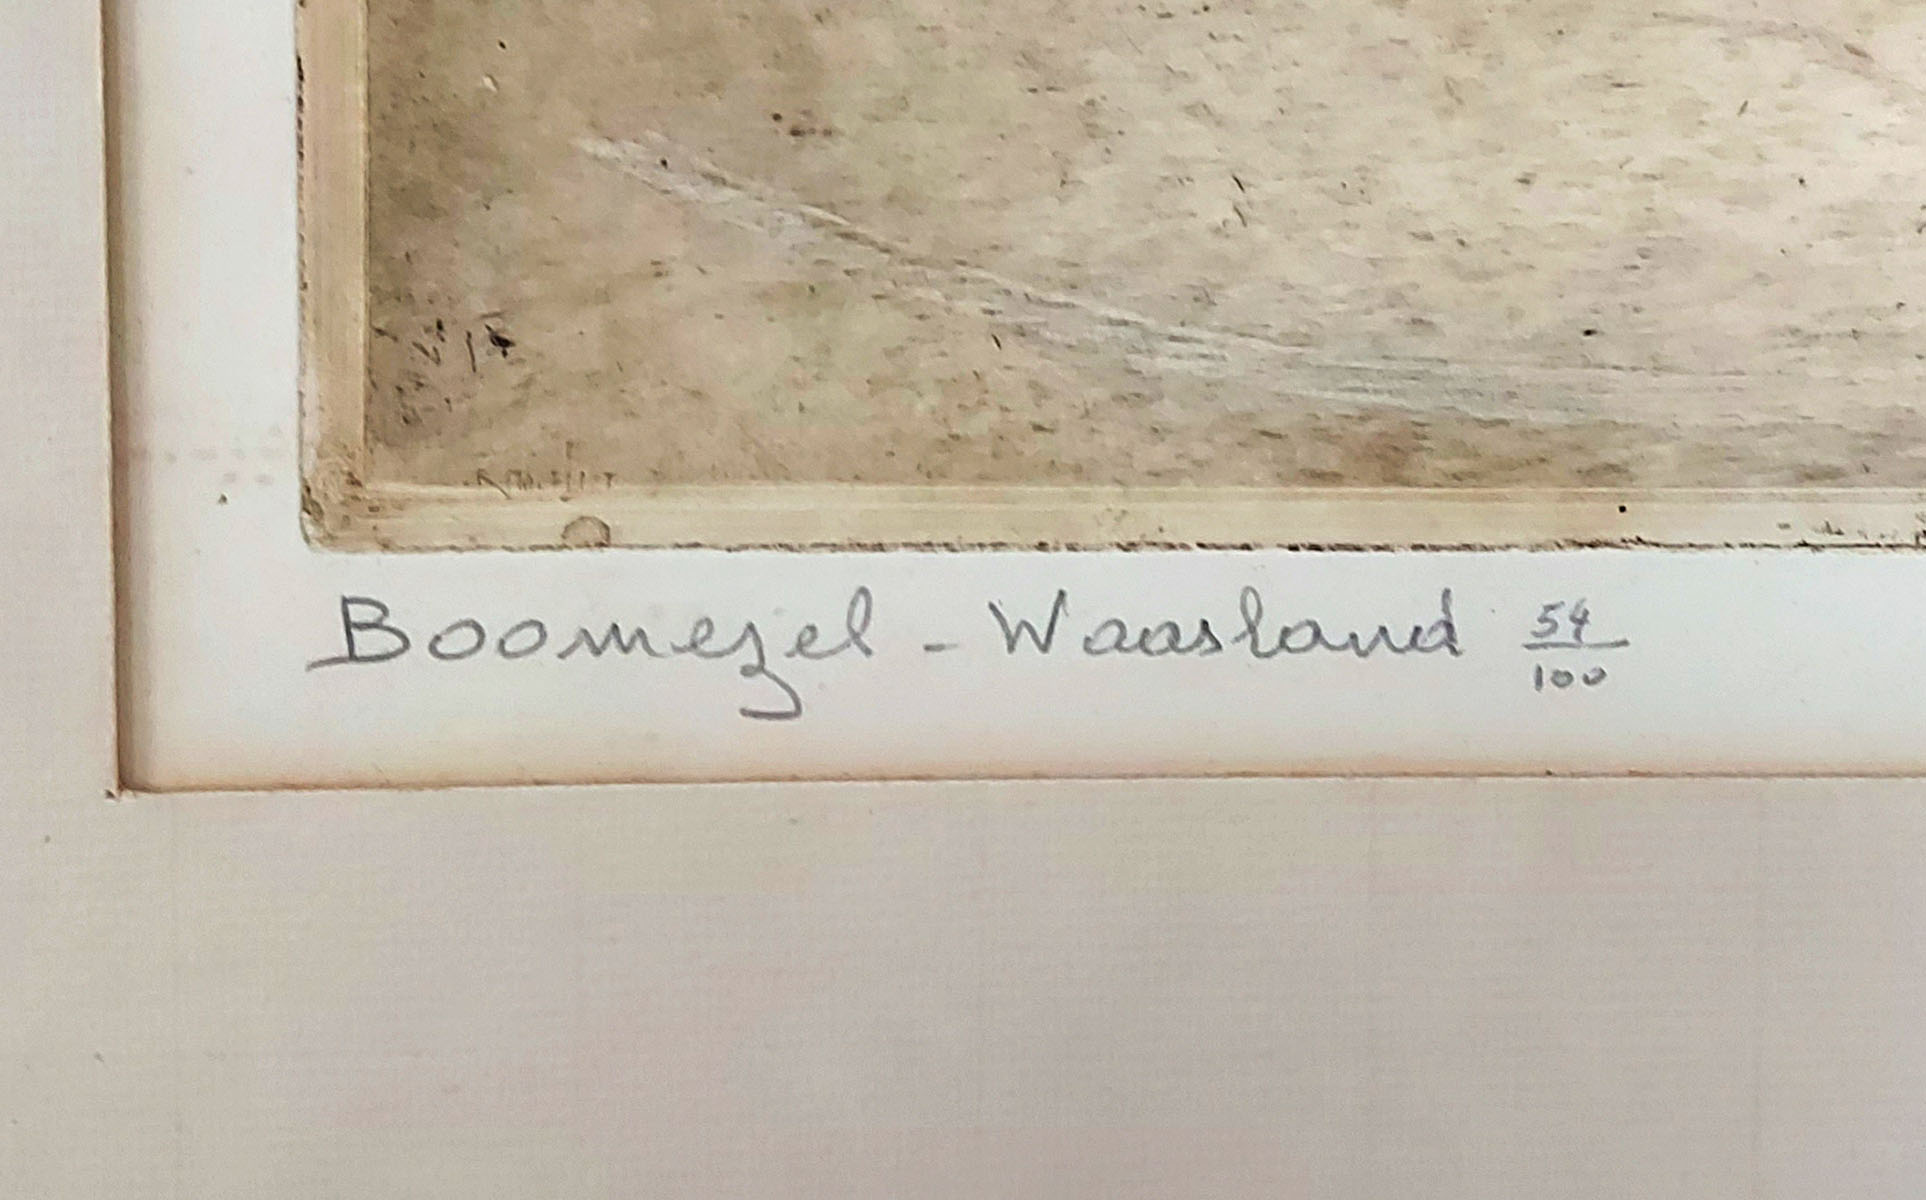 Boomezel - Waasland 54/100